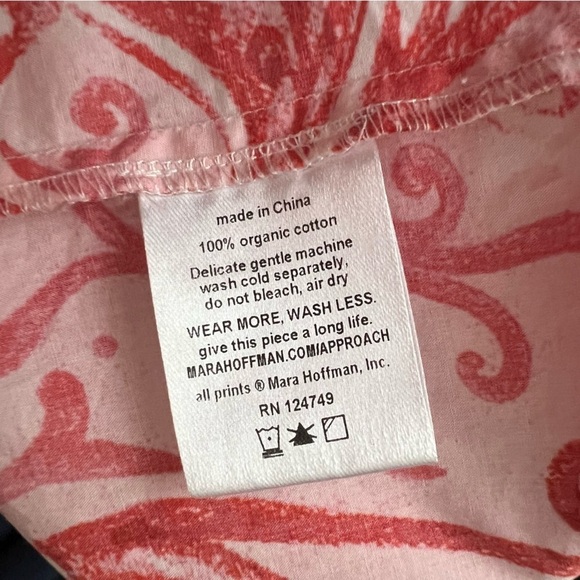 made in China
100% organic cotton
Delicate gentle machine
wash cold separately,
do not bleach, air dry
WEAR MORE, WASH LESS.
give this piece a long life.
MARAHOFFMAN.COM/APPROACH
all prints ® Mara Hoffman, Inc.
RN 124749